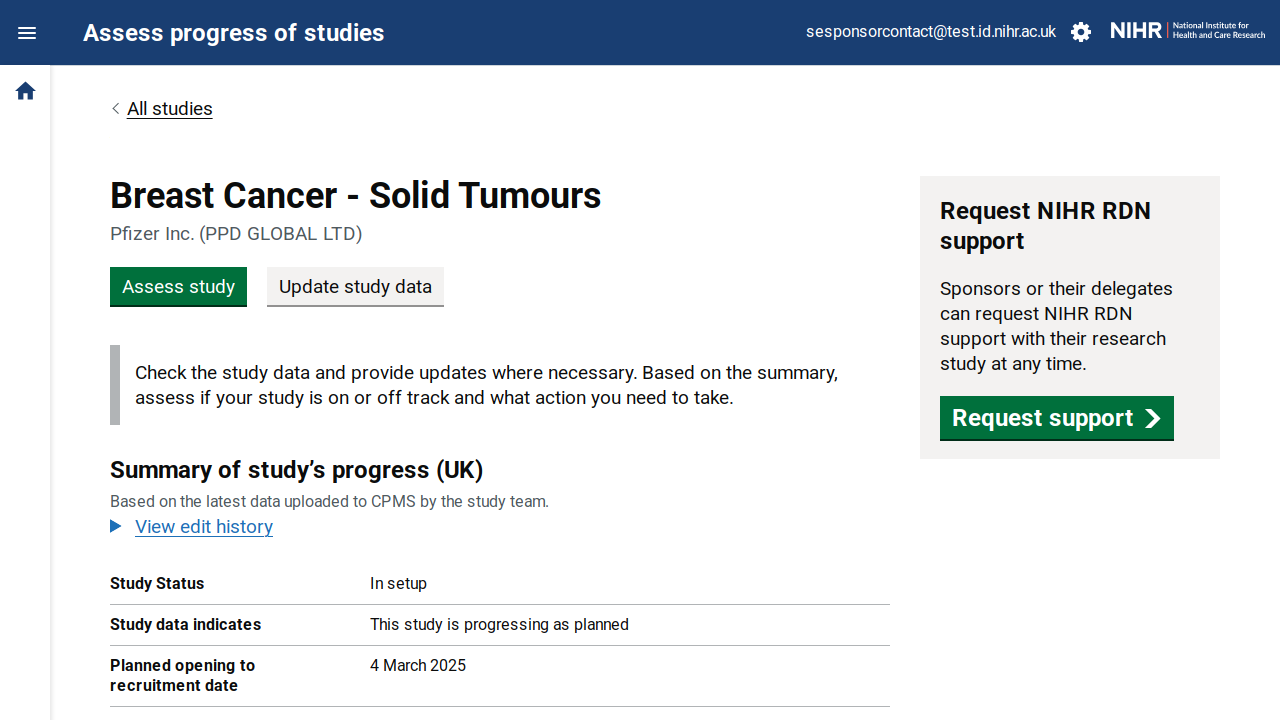 Assess progress of studies
sesponsorcontact@test.id.nihr.ac.uk
NIHR
National Institute for
Health and Care Research
All studies
Breast Cancer - Solid Tumours
Pfizer Inc. (PPD GLOBAL LTD)
Assess study
Update study data
Check the study data and provide updates where necessary. Based on the summary,
assess if your study is on or off track and what action you need to take.
Summary of study’s progress (UK)
Based on the latest data uploaded to CPMS by the study team.
View edit history
Study Status
In setup
Study data indicates
This study is progressing as planned
Planned opening to
recruitment date
4 March 2025
Request NIHR RDN
support
Sponsors or their delegates
can request NIHR RDN
support with their research
study at any time.
Request support